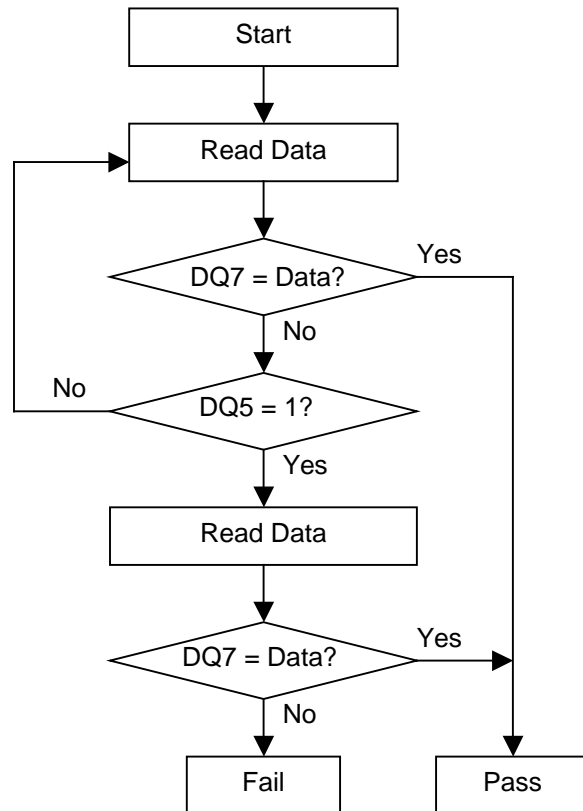 Start
Read Data
DQ7 = Data?
Yes
No
No
DQ5 = 1?
Yes
Read Data
DQ7 = Data?
Yes
No
Fail
Pass